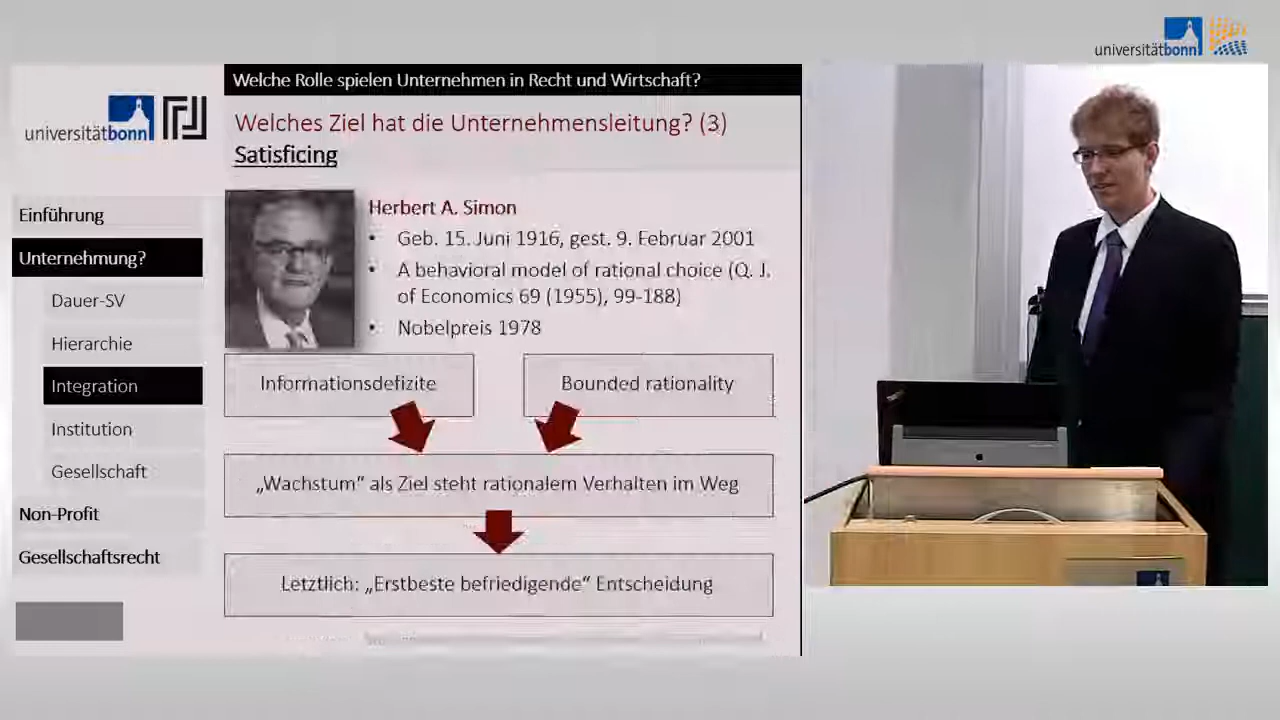 universitätbonn
Welche Rolle spielen Unternehmen in Recht und Wirtschaft?
universitätbonn
Welches Ziel hat die Unternehmensleitung? (3)
Satisficing
Einführung
Unternehmung?
Dauer-SV
Hierarchie
Integration
Institution
Gesellschaft
Non-Profit
Gesellschaftsrecht
Herbert A. Simon
• Geb. 15. Juni 1916, gest. 9. Februar 2001
• A behavioral model of rational choice (Q. J.
of Economics 69 (1955), 99-188)
• Nobelpreis 1978
Informationsdefizite
Bounded rationality
„Wachstum“ als Ziel steht rationalem Verhalten im Weg
Letztlich: „Erstbeste befriedigende“ Entscheidung